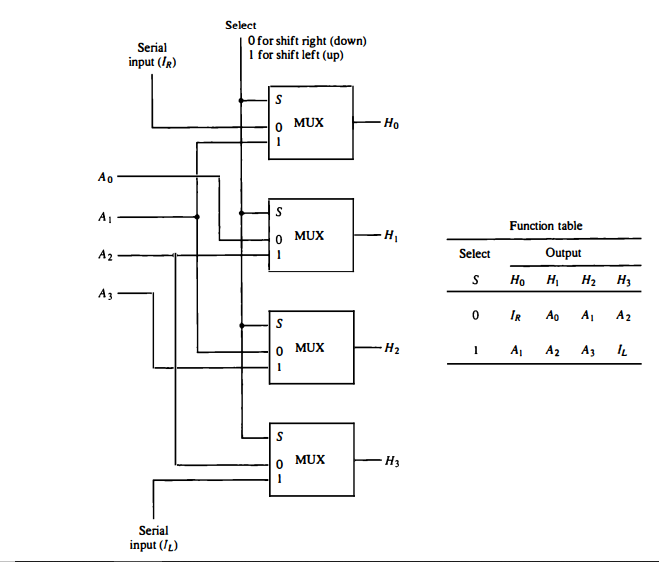 Select
0 for shift right (down)
1 for shift left (up)
Serial
input (I_R)
S
0 MUX
1
H₀
A₀
A₁
A₂
A₃
S
0 MUX
1
H₁
S
0 MUX
1
H₂
S
0 MUX
1
H₃
Serial
input (I_L)
Function table
Select Output
S H₀ H₁ H₂ H₃
0 I_R A₀ A₁ A₂
1 A₁ A₂ A₃ I_L